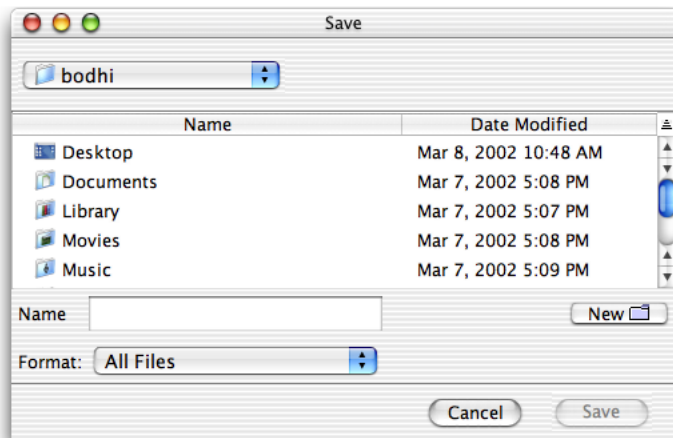 Save
bodhi
Name Date Modified
Desktop Mar 8, 2002 10:48 AM
Documents Mar 7, 2002 5:08 PM
Library Mar 7, 2002 5:07 PM
Movies Mar 7, 2002 5:08 PM
Music Mar 7, 2002 5:09 PM
Name New
Format: All Files
Cancel Save